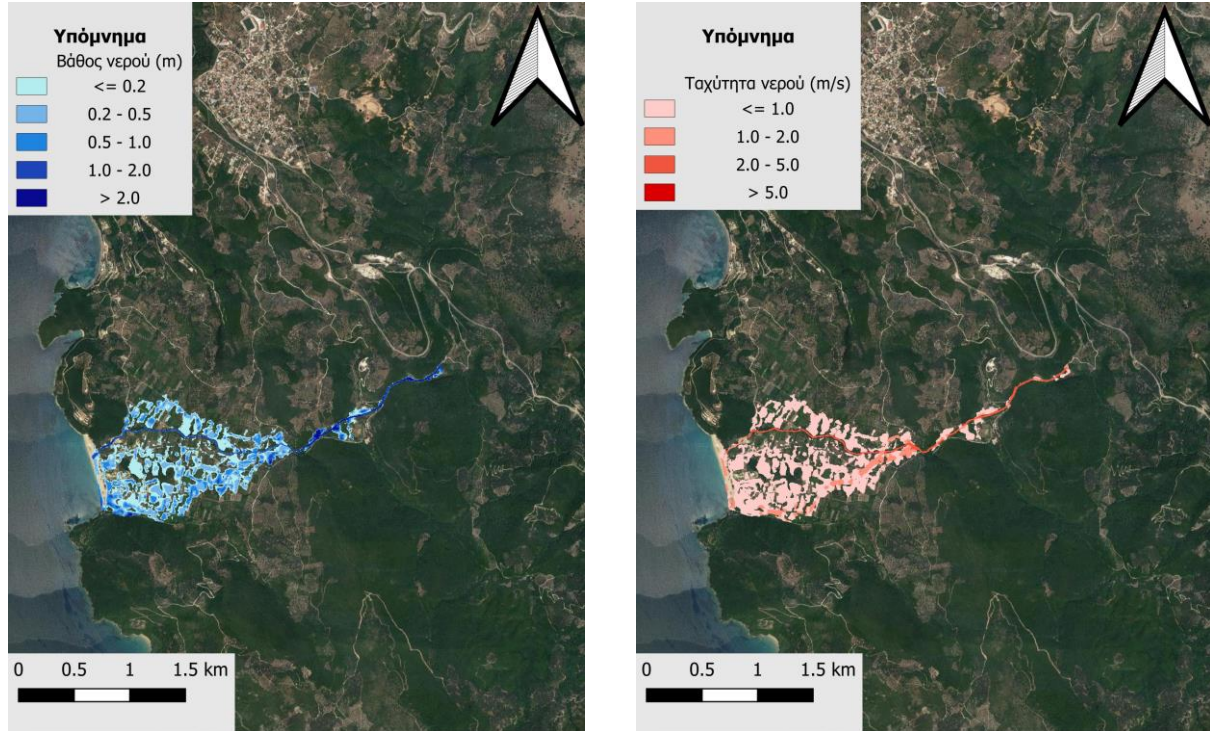 Υπόμνημα
Βάθος νερού (m)
<= 0.2
0.2 - 0.5
0.5 - 1.0
1.0 - 2.0
> 2.0
0 0.5 1 1.5 km
Υπόμνημα
Ταχύτητα νερού (m/s)
<= 1.0
1.0 - 2.0
2.0 - 5.0
> 5.0
0 0.5 1 1.5 km